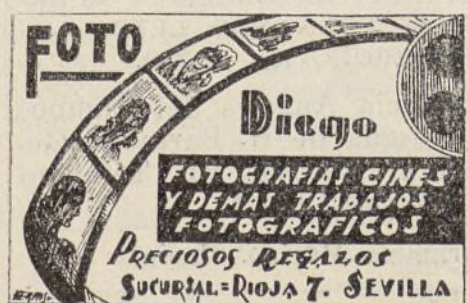 FOTO
Diego
FOTOGRAFIAS CINES
Y DEMAS TRABAJOS
FOTOGRAFICOS
PRECIOSOS REGALOS
SUCURSAL=RIOJA 7. SEVILLA